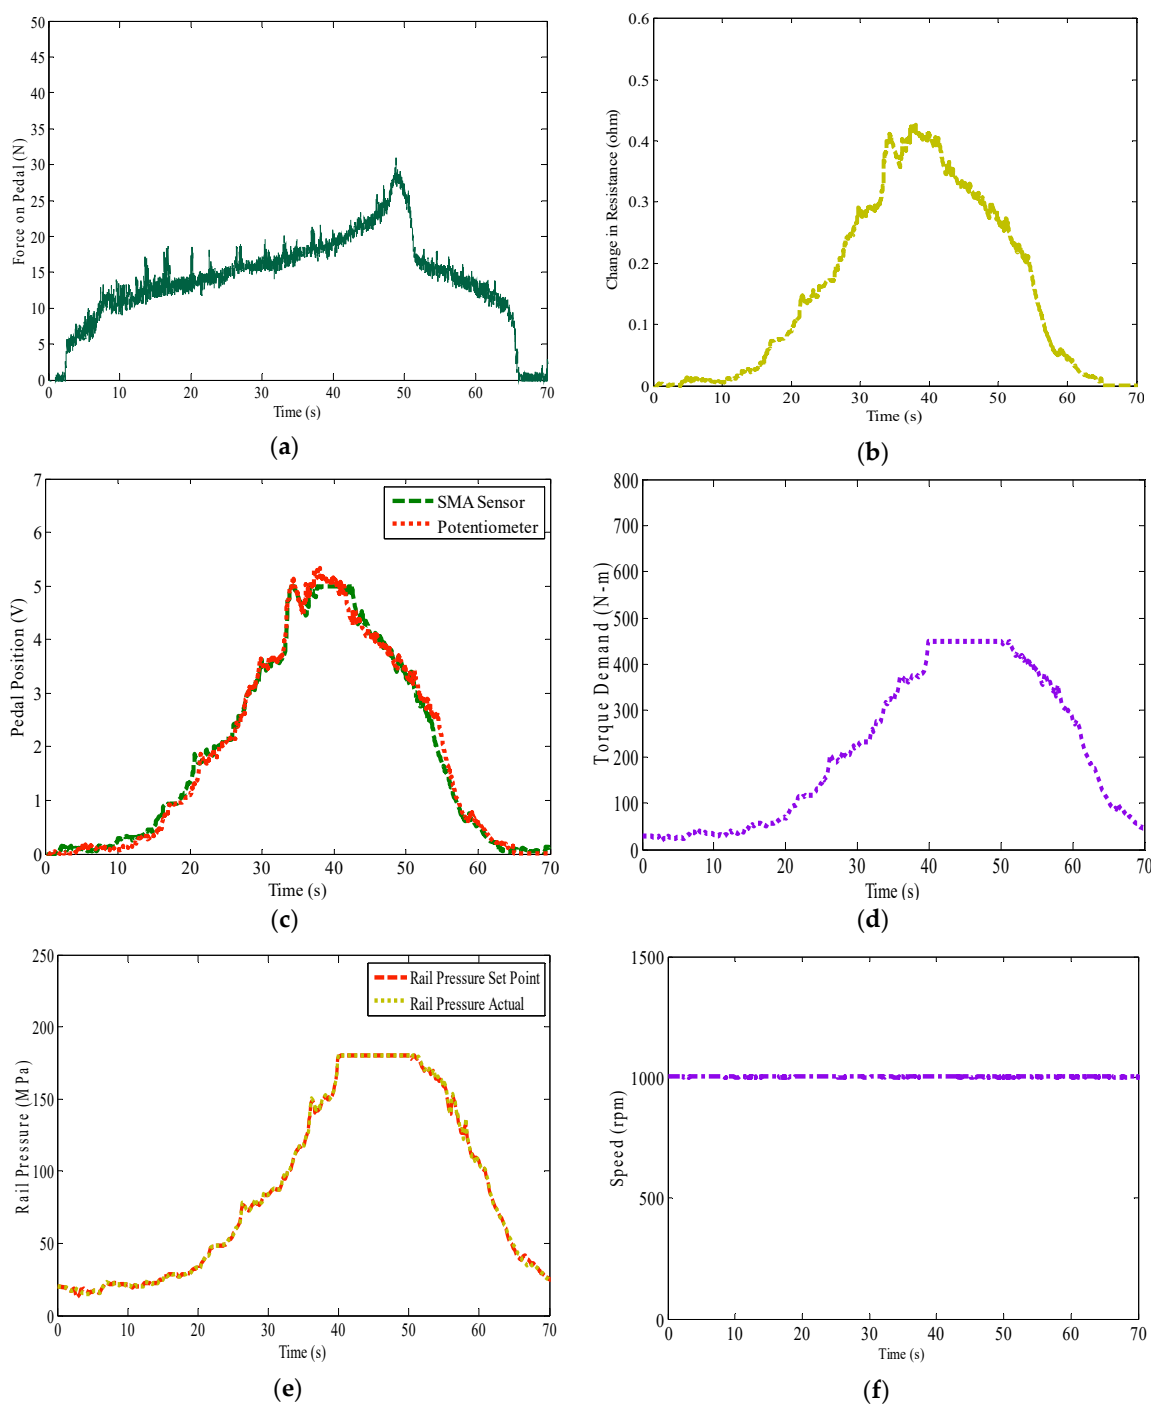 50
45
40
35
30
25
20
15
10
5
0
Force on Pedal (N)
0 10 20 30 40 50 60 70
Time (s)
(a)
0.6
0.5
0.4
0.3
0.2
0.1
0
Change in Resistance (ohm)
0 10 20 30 40 50 60 70
Time (s)
(b)
7
6
5
4
3
2
1
0
Pedal Position (V)
SMA Sensor
Potentiometer
0 10 20 30 40 50 60 70
Time (s)
(c)
800
700
600
500
400
300
200
100
0
Torque Demand (N-m)
0 10 20 30 40 50 60 70
Time (s)
(d)
250
200
150
100
50
0
Rail Pressure (MPa)
Rail Pressure Set Point
Rail Pressure Actual
0 10 20 30 40 50 60 70
Time (s)
(e)
1500
1000
500
0
Speed (rpm)
0 10 20 30 40 50 60 70
Time (s)
(f)